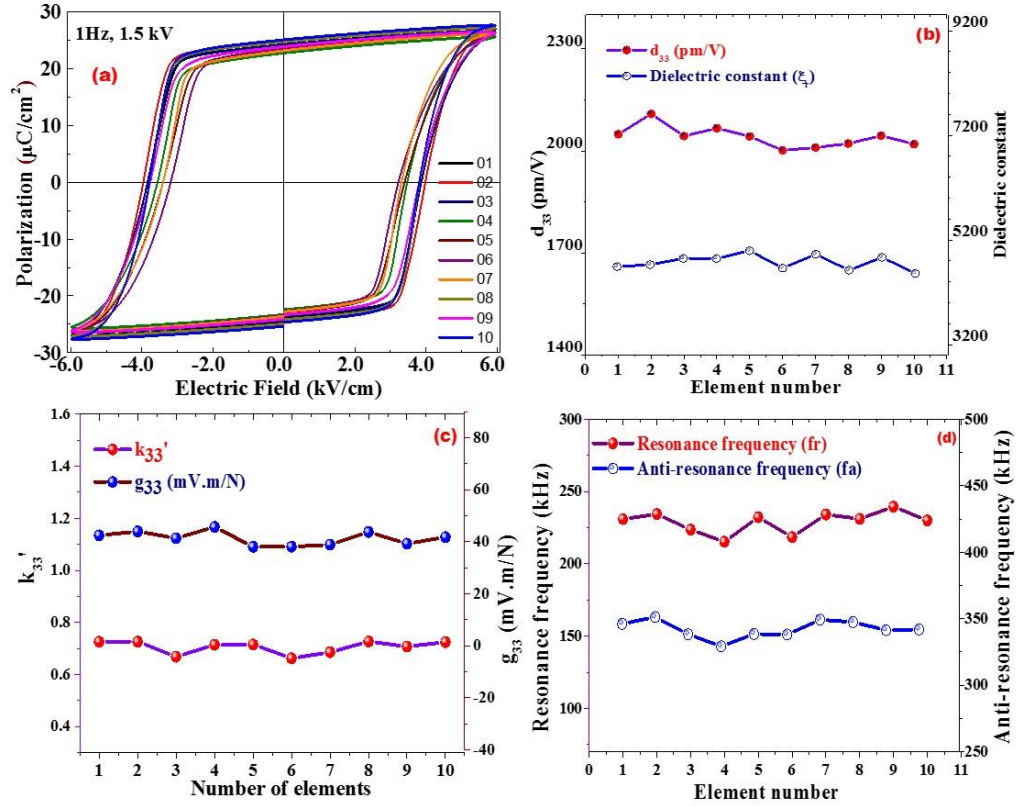 1Hz, 1.5 kV
(a)
Polarization (µC/cm²)
30
20
10
0
-10
-20
-30
-6.0
-4.0
-2.0
0.0
2.0
4.0
6.0
Electric Field (kV/cm)
01
02
03
04
05
06
07
08
09
10
(b)
d₃₃ (pm/V)
Dielectric constant (ξᵣ)
d₃₃ (pm/V)
2300
2000
1700
1400
Dielectric constant
9200
7200
5200
3200
0 1 2 3 4 5 6 7 8 9 10 11
Element number
(c)
k₃₃'
g₃₃ (mV.m/N)
k₃₃'
1.6
1.4
1.2
1.0
0.8
0.6
0.4
g₃₃ (mV.m/N)
80
60
40
20
0
-20
-40
1 2 3 4 5 6 7 8 9 10
Number of elements
(d)
Resonance frequency (fr)
Anti-resonance frequency (fa)
Resonance frequency (kHz)
300
250
200
150
100
Anti-resonance frequency (kHz)
500
450
400
350
300
250
0 1 2 3 4 5 6 7 8 9 10 11
Element number